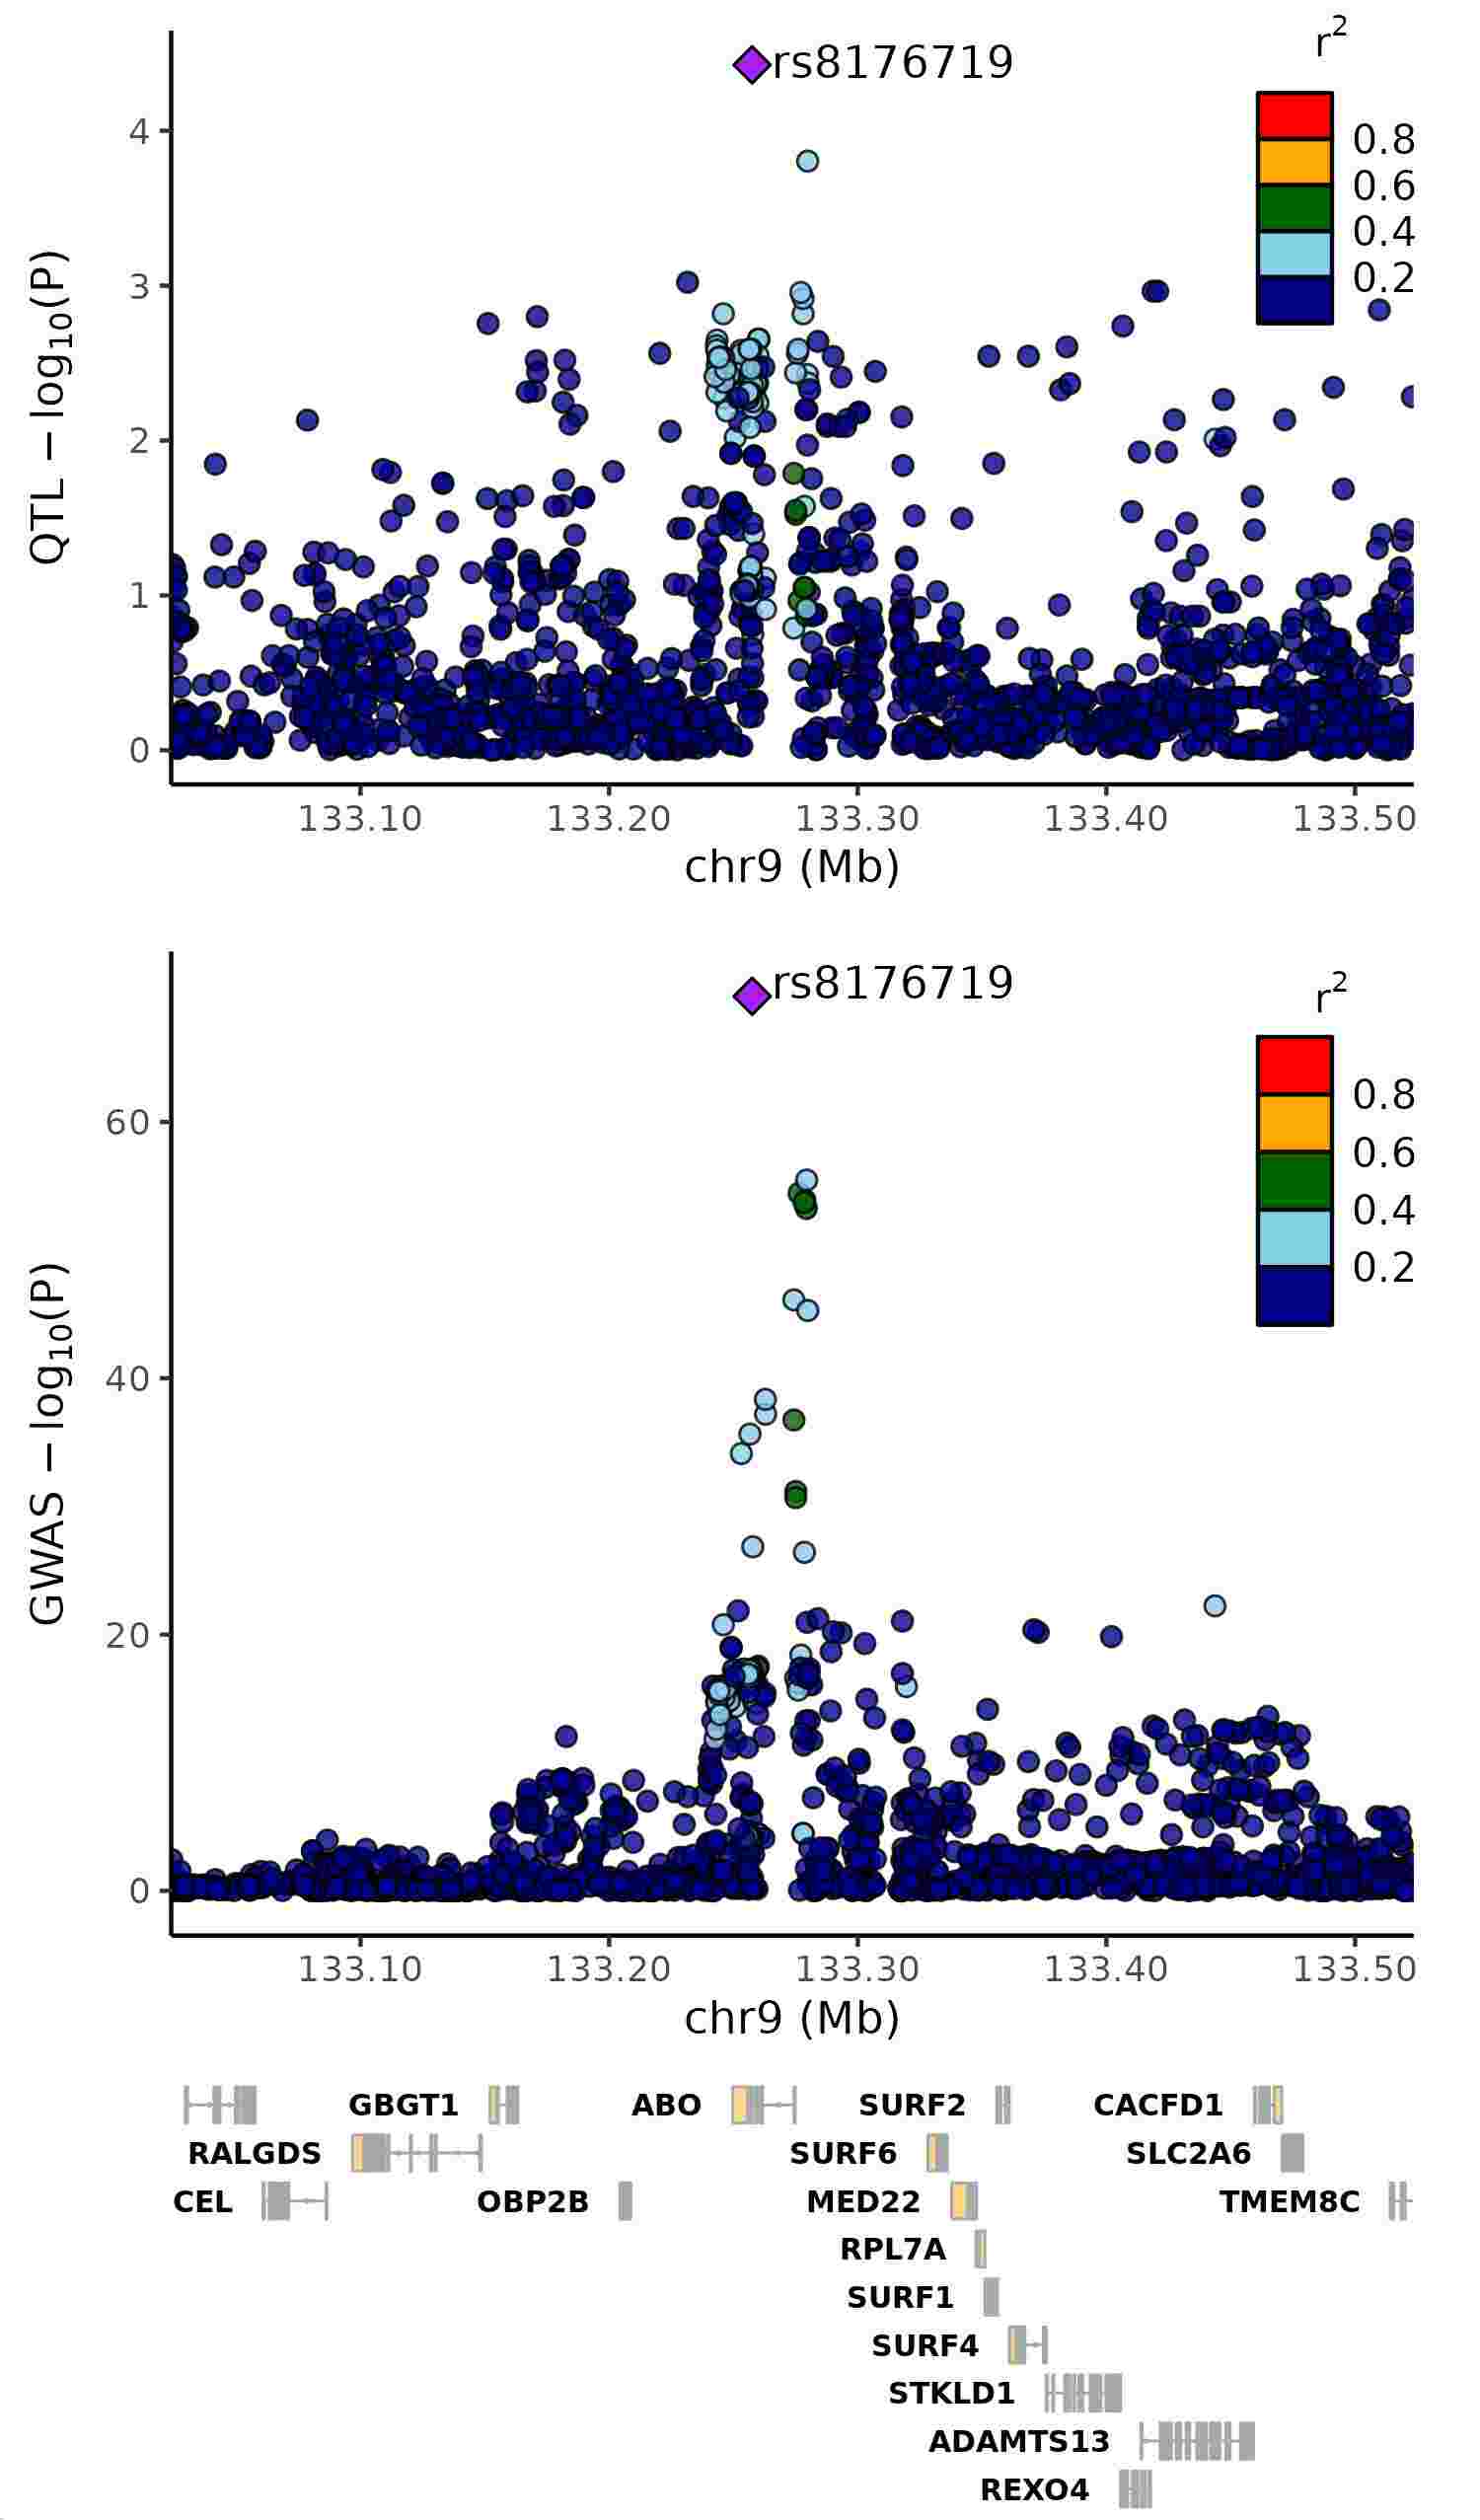 rs8176719
r2
0.8
0.6
0.4
0.2
4
3
2
1
0
QTL −log10(P)
133.10 133.20 133.30 133.40 133.50
chr9 (Mb)
rs8176719
r2
0.8
0.6
0.4
0.2
60
40
20
0
GWAS −log10(P)
133.10 133.20 133.30 133.40 133.50
chr9 (Mb)
GBGT1 ABO SURF2 CACFD1
RALGDS SURF6 SLC2A6
CEL OBP2B MED22 TMEM8C
RPL7A
SURF1
SURF4
STKLD1
ADAMTS13
REXO4